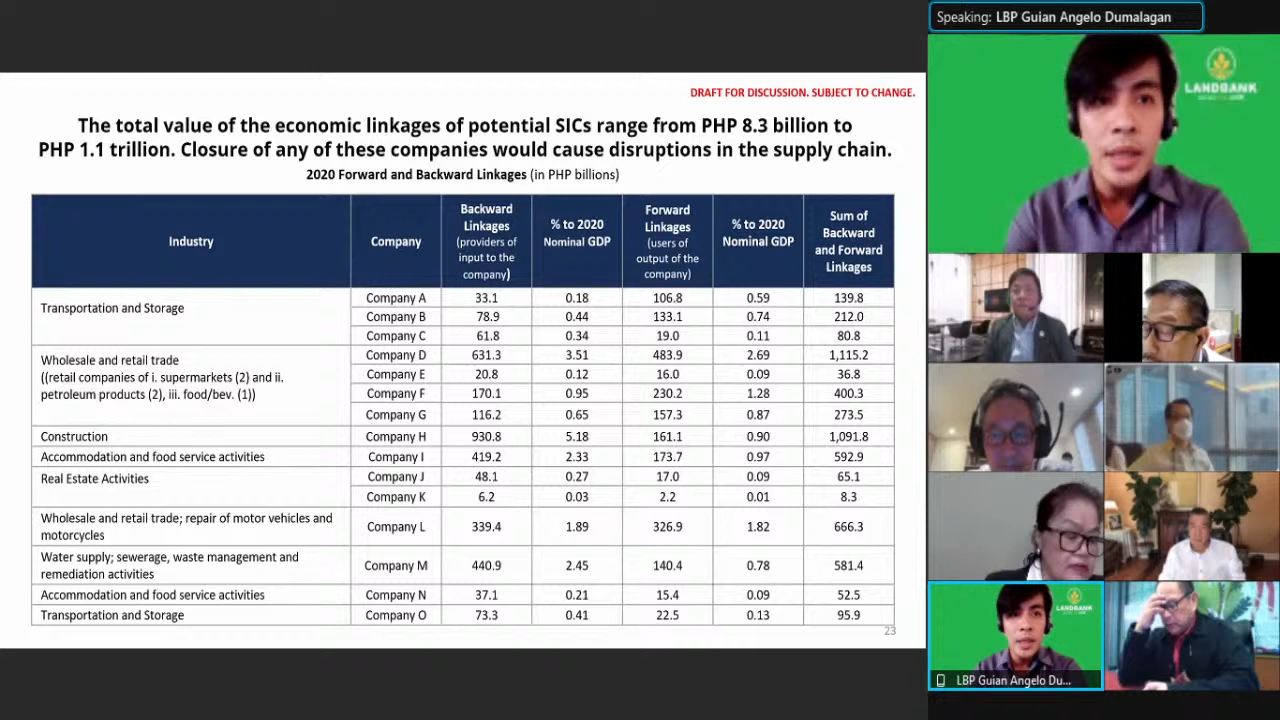 Speaking: LBP Guian Angelo Dumalagan
LANDBANK
DRAFT FOR DISCUSSION. SUBJECT TO CHANGE.
The total value of the economic linkages of potential SICs range from PHP 8.3 billion to
PHP 1.1 trillion. Closure of any of these companies would cause disruptions in the supply chain.
2020 Forward and Backward Linkages (in PHP billions)
Industry Company Backward Linkages (providers of input to the company) % to 2020 Nominal GDP Forward Linkages (users of output of the company) % to 2020 Nominal GDP Sum of Backward and Forward Linkages
Transportation and Storage Company A 33.1 0.18 106.8 0.59 139.8
Company B 78.9 0.44 133.1 0.74 212.0
Company C 61.8 0.34 19.0 0.11 80.8
Wholesale and retail trade
((retail companies of i. supermarkets (2) and ii.
petroleum products (2), iii. food/bev. (1))
Company D 631.3 3.51 483.9 2.69 1,115.2
Company E 20.8 0.12 16.0 0.09 36.8
Company F 170.1 0.95 230.2 1.28 400.3
Company G 116.2 0.65 157.3 0.87 273.5
Construction Company H 930.8 5.18 161.1 0.90 1,091.8
Accommodation and food service activities Company I 419.2 2.33 173.7 0.97 592.9
Real Estate Activities Company J 48.1 0.27 17.0 0.09 65.1
Company K 6.2 0.03 2.2 0.01 8.3
Wholesale and retail trade; repair of motor vehicles and
motorcycles
Company L 339.4 1.89 326.9 1.82 666.3
Water supply; sewerage, waste management and
remediation activities
Company M 440.9 2.45 140.4 0.78 581.4
Accommodation and food service activities Company N 37.1 0.21 15.4 0.09 52.5
Transportation and Storage Company O 73.3 0.41 22.5 0.13 95.9
23
LANDBANK
LBP Guian Angelo Du...